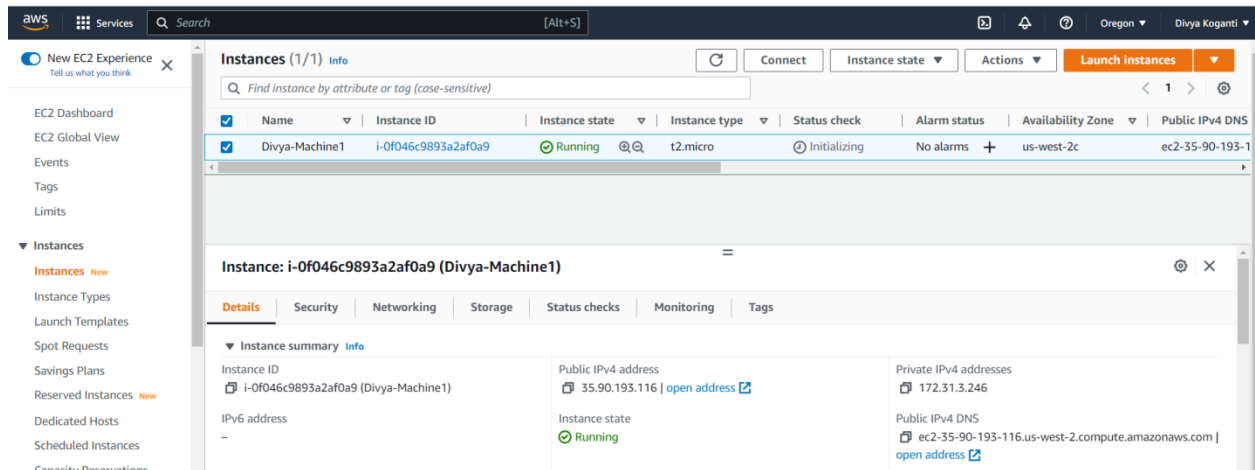 aws Services Search [Alt+S] Oregon Divya Koganti
New EC2 Experience
Tell us what you think
EC2 Dashboard
EC2 Global View
Events
Tags
Limits
Instances
Instances New
Instance Types
Launch Templates
Spot Requests
Savings Plans
Reserved Instances New
Dedicated Hosts
Scheduled Instances
Capacity Reservations
Instances (1/1) Info Connect Instance state Actions Launch instances
Find instance by attribute or tag (case-sensitive) 1
Name Instance ID Instance state Instance type Status check Alarm status Availability Zone Public IPv4 DNS
Divya-Machine1 i-0f046c9893a2af0a9 Running t2.micro Initializing No alarms + us-west-2c ec2-35-90-193-1
Instance: i-0f046c9893a2af0a9 (Divya-Machine1)
Details Security Networking Storage Status checks Monitoring Tags
Instance summary Info
Instance ID Public IPv4 address Private IPv4 addresses
i-0f046c9893a2af0a9 (Divya-Machine1) 35.90.193.116 | open address 172.31.3.246
IPv6 address Instance state Public IPv4 DNS
– Running ec2-35-90-193-116.us-west-2.compute.amazonaws.com |
open address